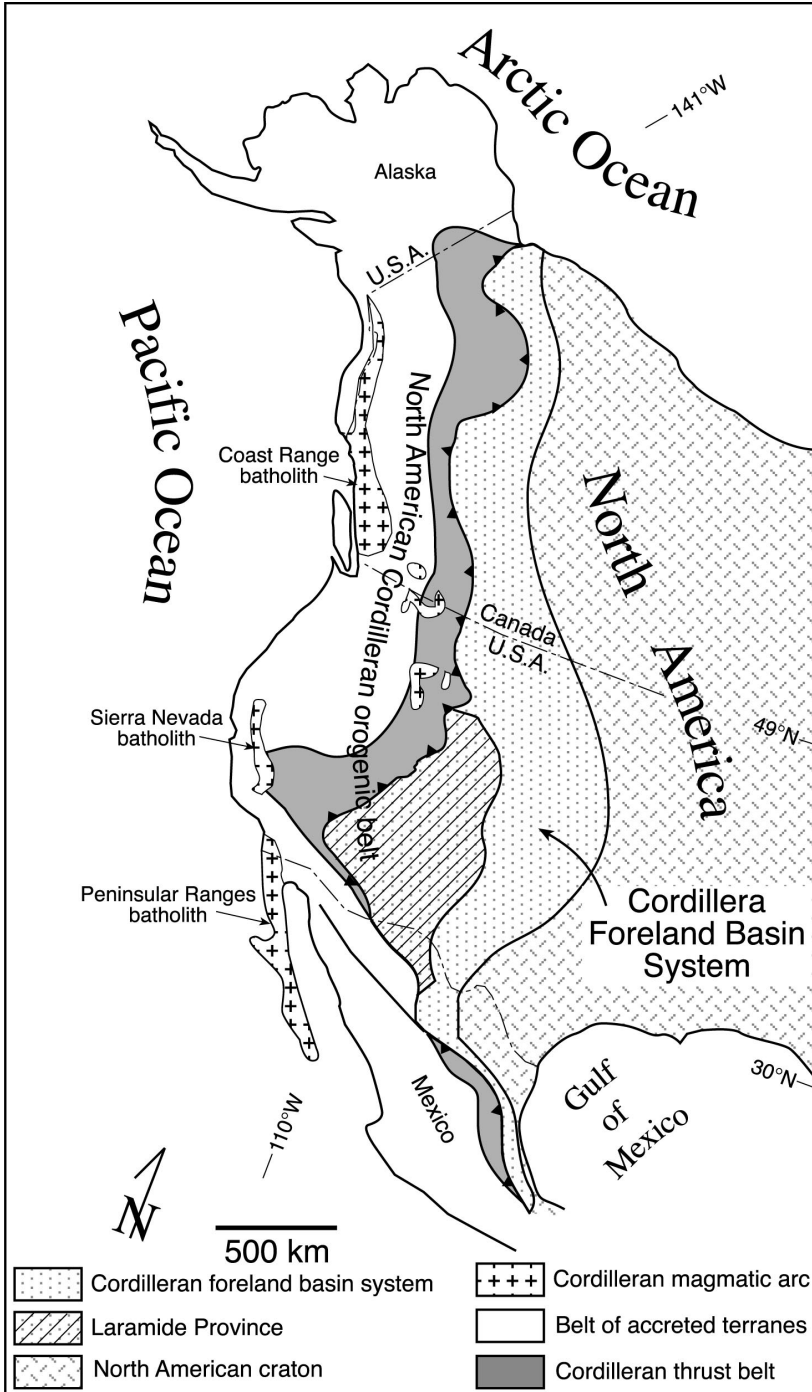 Arctic Ocean
141°W
Alaska
U.S.A.
Pacific Ocean
North American Cordilleran orogenic belt
Coast Range
batholith
North America
Canada
U.S.A.
Sierra Nevada
batholith
49°N
Peninsular Ranges
batholith
Cordillera
Foreland Basin
System
Mexico
Gulf
of
Mexico
30°N
110°W
N
500 km
Cordilleran foreland basin system
Laramide Province
North American craton
Cordilleran magmatic arc
Belt of accreted terranes
Cordilleran thrust belt